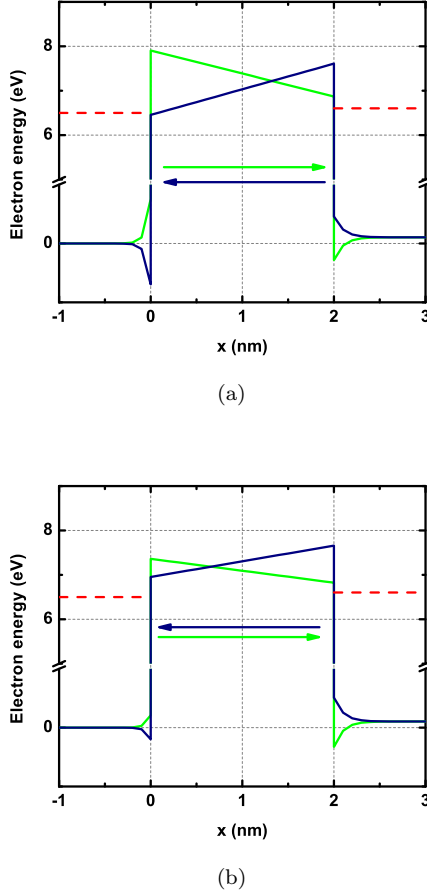 8
6
0
Electron energy (eV)
-1 0 1 2 3
x (nm)
(a)
8
6
0
Electron energy (eV)
-1 0 1 2 3
x (nm)
(b)